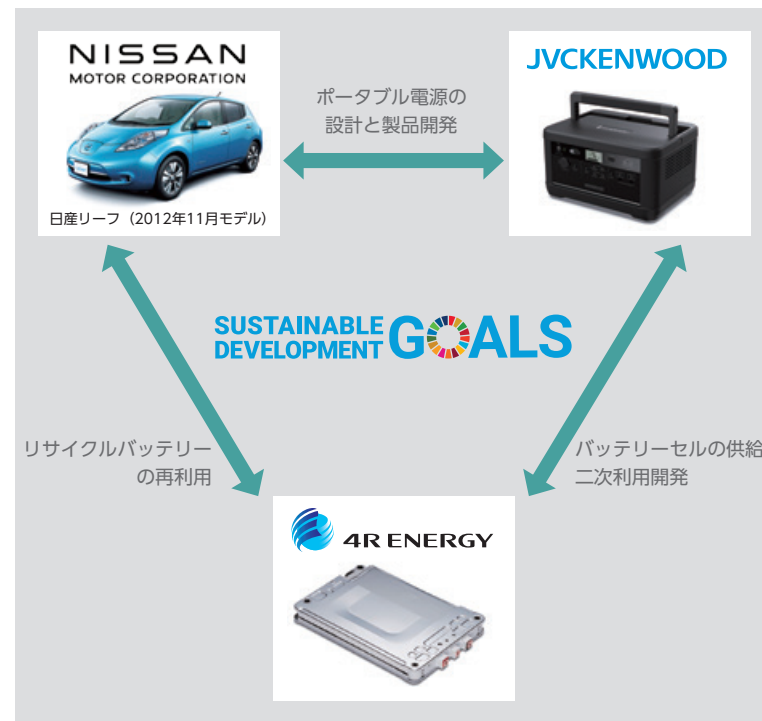 NISSAN
MOTOR CORPORATION
日産リーフ（2012年11月モデル）
ポータブル電源の
設計と製品開発
JVCKENWOOD
SUSTAINABLE
DEVELOPMENT
GOALS
リサイクルバッテリー
の再利用
バッテリーセルの供給
二次利用開発
4R ENERGY